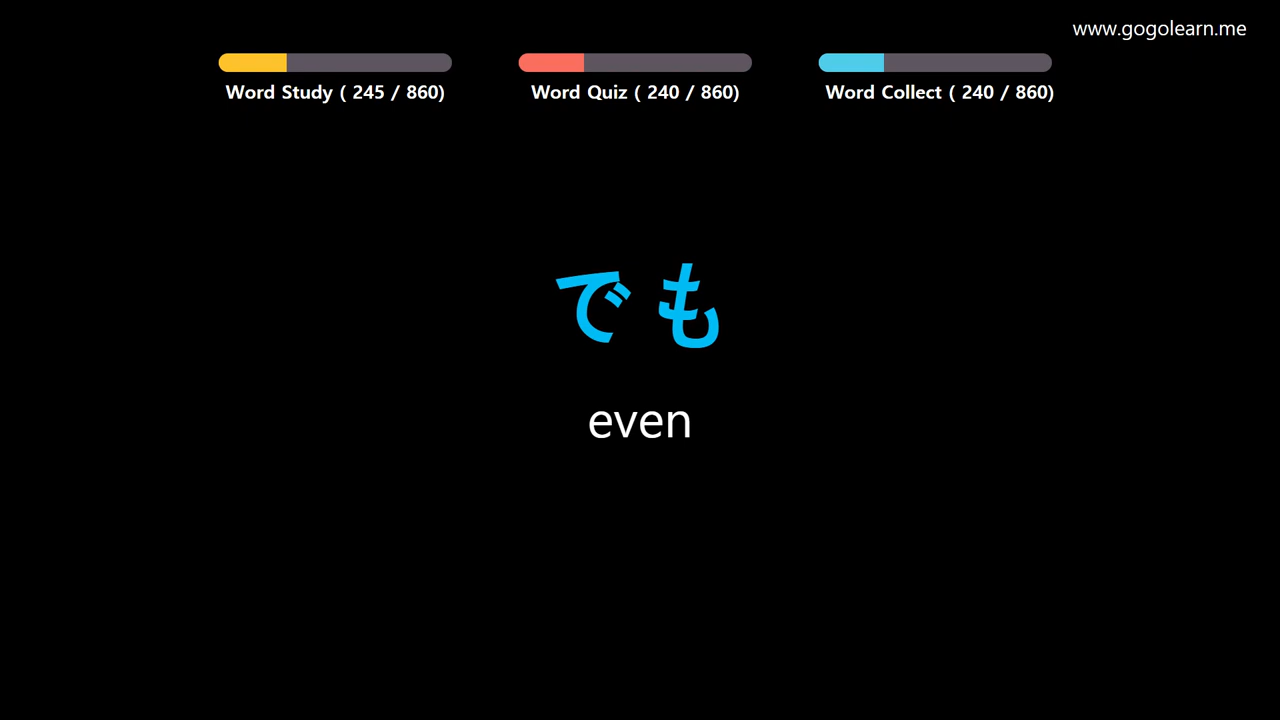 www.gogolearn.me
Word Study ( 245 / 860)
Word Quiz ( 240 / 860)
Word Collect ( 240 / 860)
でも
even